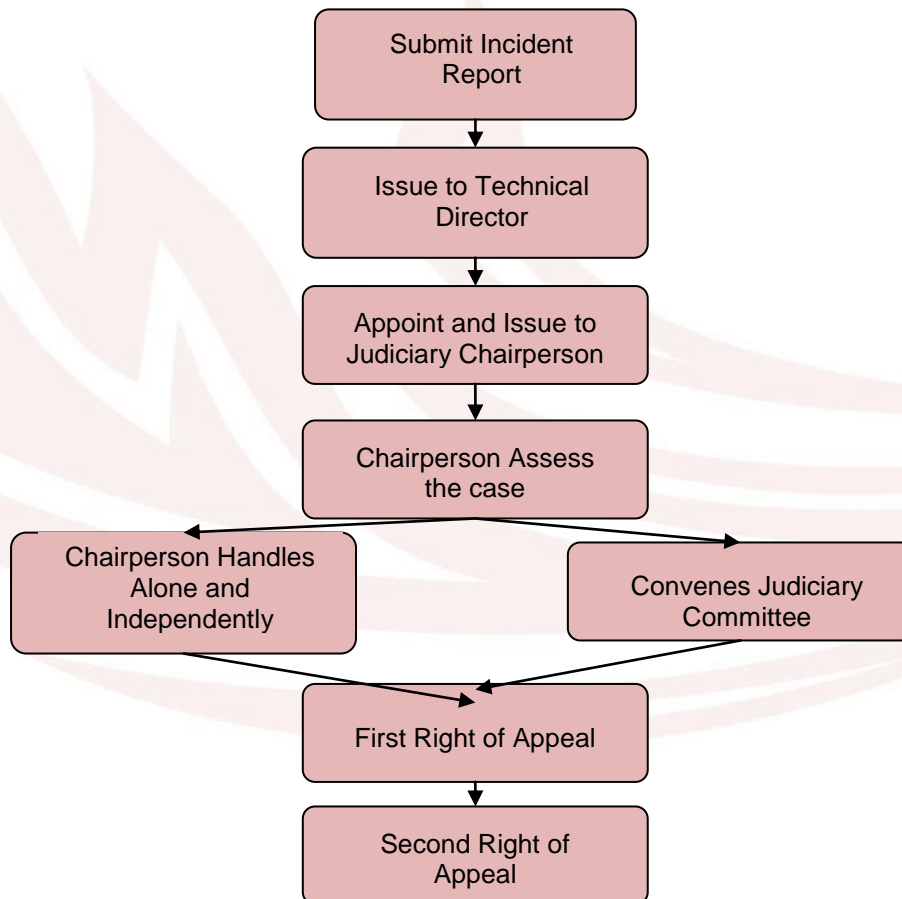 Submit Incident
Report
Issue to Technical
Director
Appoint and Issue to
Judiciary Chairperson
Chairperson Assess
the case
Chairperson Handles
Alone and
Independently
Convenes Judiciary
Committee
First Right of Appeal
Second Right of
Appeal